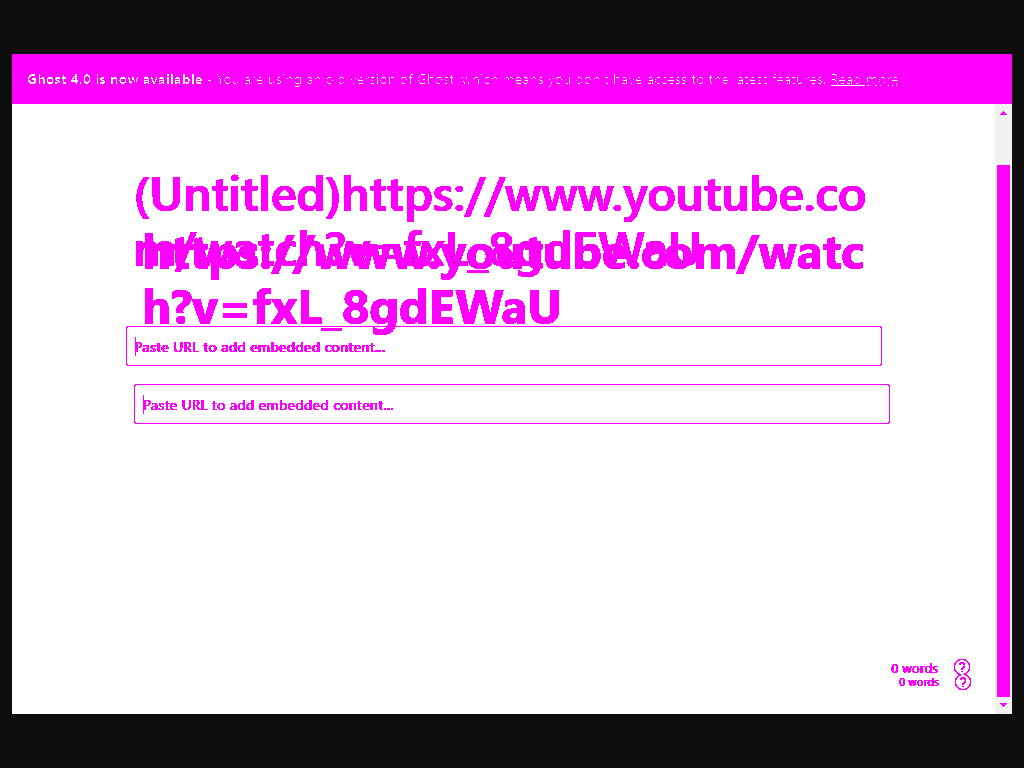 Ghost 4.0 is now available - You are using an old version of Ghost, which means you don't have access to the latest features. Read more
(Untitled)https://www.youtube.co
m/watch?v=fxL_8gdEWaU
https://www.youtube.com/watc
h?v=fxL_8gdEWaU
Paste URL to add embedded content...
Paste URL to add embedded content...
0 words
0 words